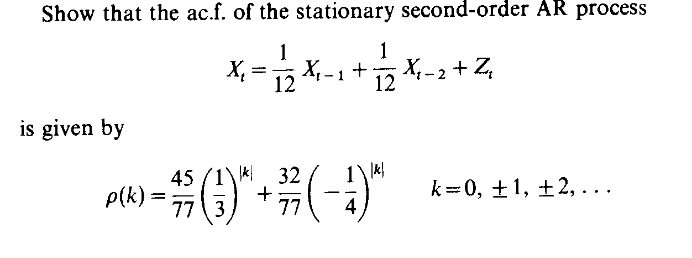 Show that the ac.f. of the stationary second-order AR process
X_t = 1/12 X_{t-1} + 1/12 X_{t-2} + Z_t
is given by
ρ(k) = 45/77 (1/3)^{|k|} + 32/77 (-1/4)^{|k|}   k=0, ±1, ±2, ...